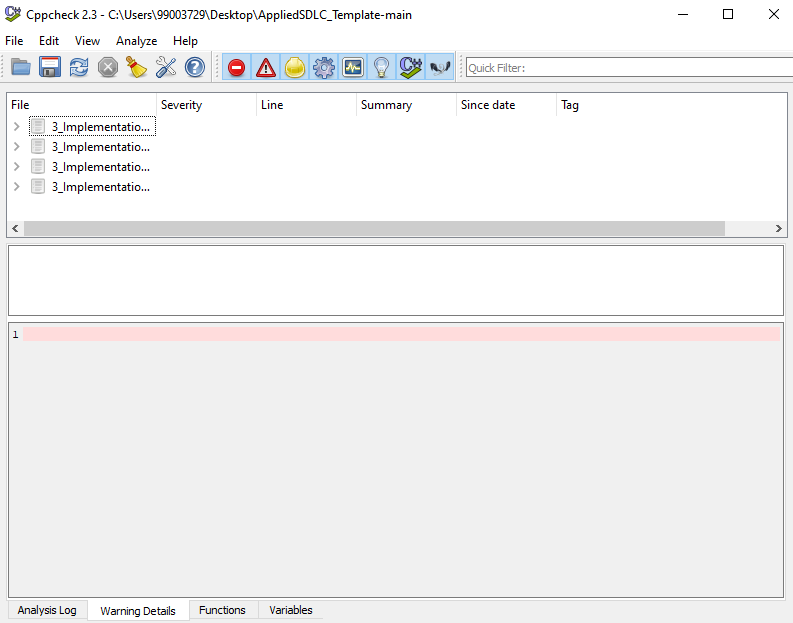 Cppcheck 2.3 - C:\Users\99003729\Desktop\AppliedSDLC_Template-main
File Edit View Analyze Help
Quick Filter:
File Severity Line Summary Since date Tag
3_Implementatio...
3_Implementatio...
3_Implementatio...
3_Implementatio...
1
Analysis Log Warning Details Functions Variables